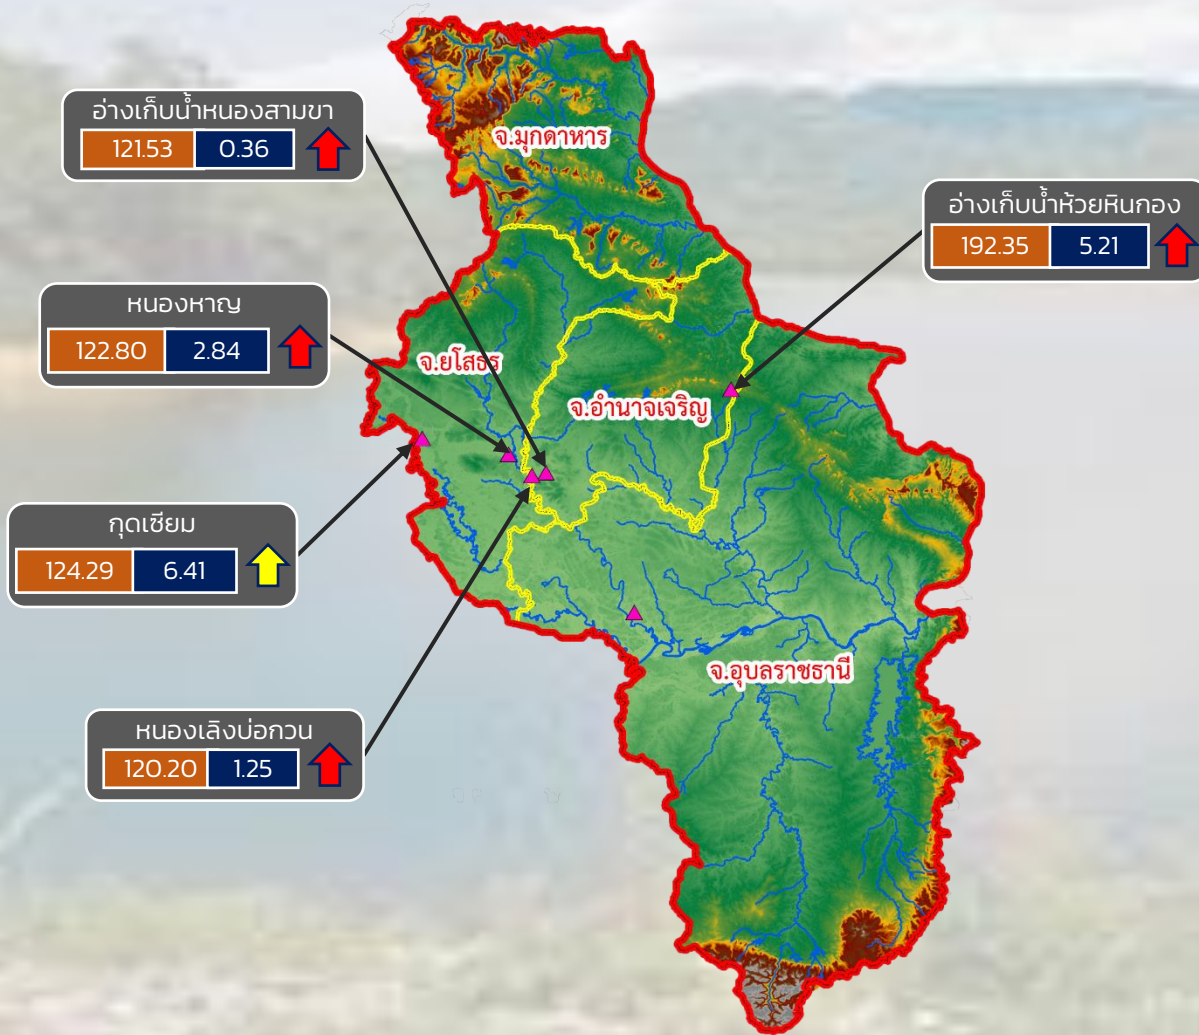 อ่างเก็บน้ำหนองสามขา
121.53 0.36
จ.มุกดาหาร
อ่างเก็บน้ำห้วยหินกอง
192.35 5.21
หนองหาญ
122.80 2.84
จ.ยโสธร
จ.อำนาจเจริญ
กุดเซียม
124.29 6.41
จ.อุบลราชธานี
หนองเลิงบ่อกวน
120.20 1.25